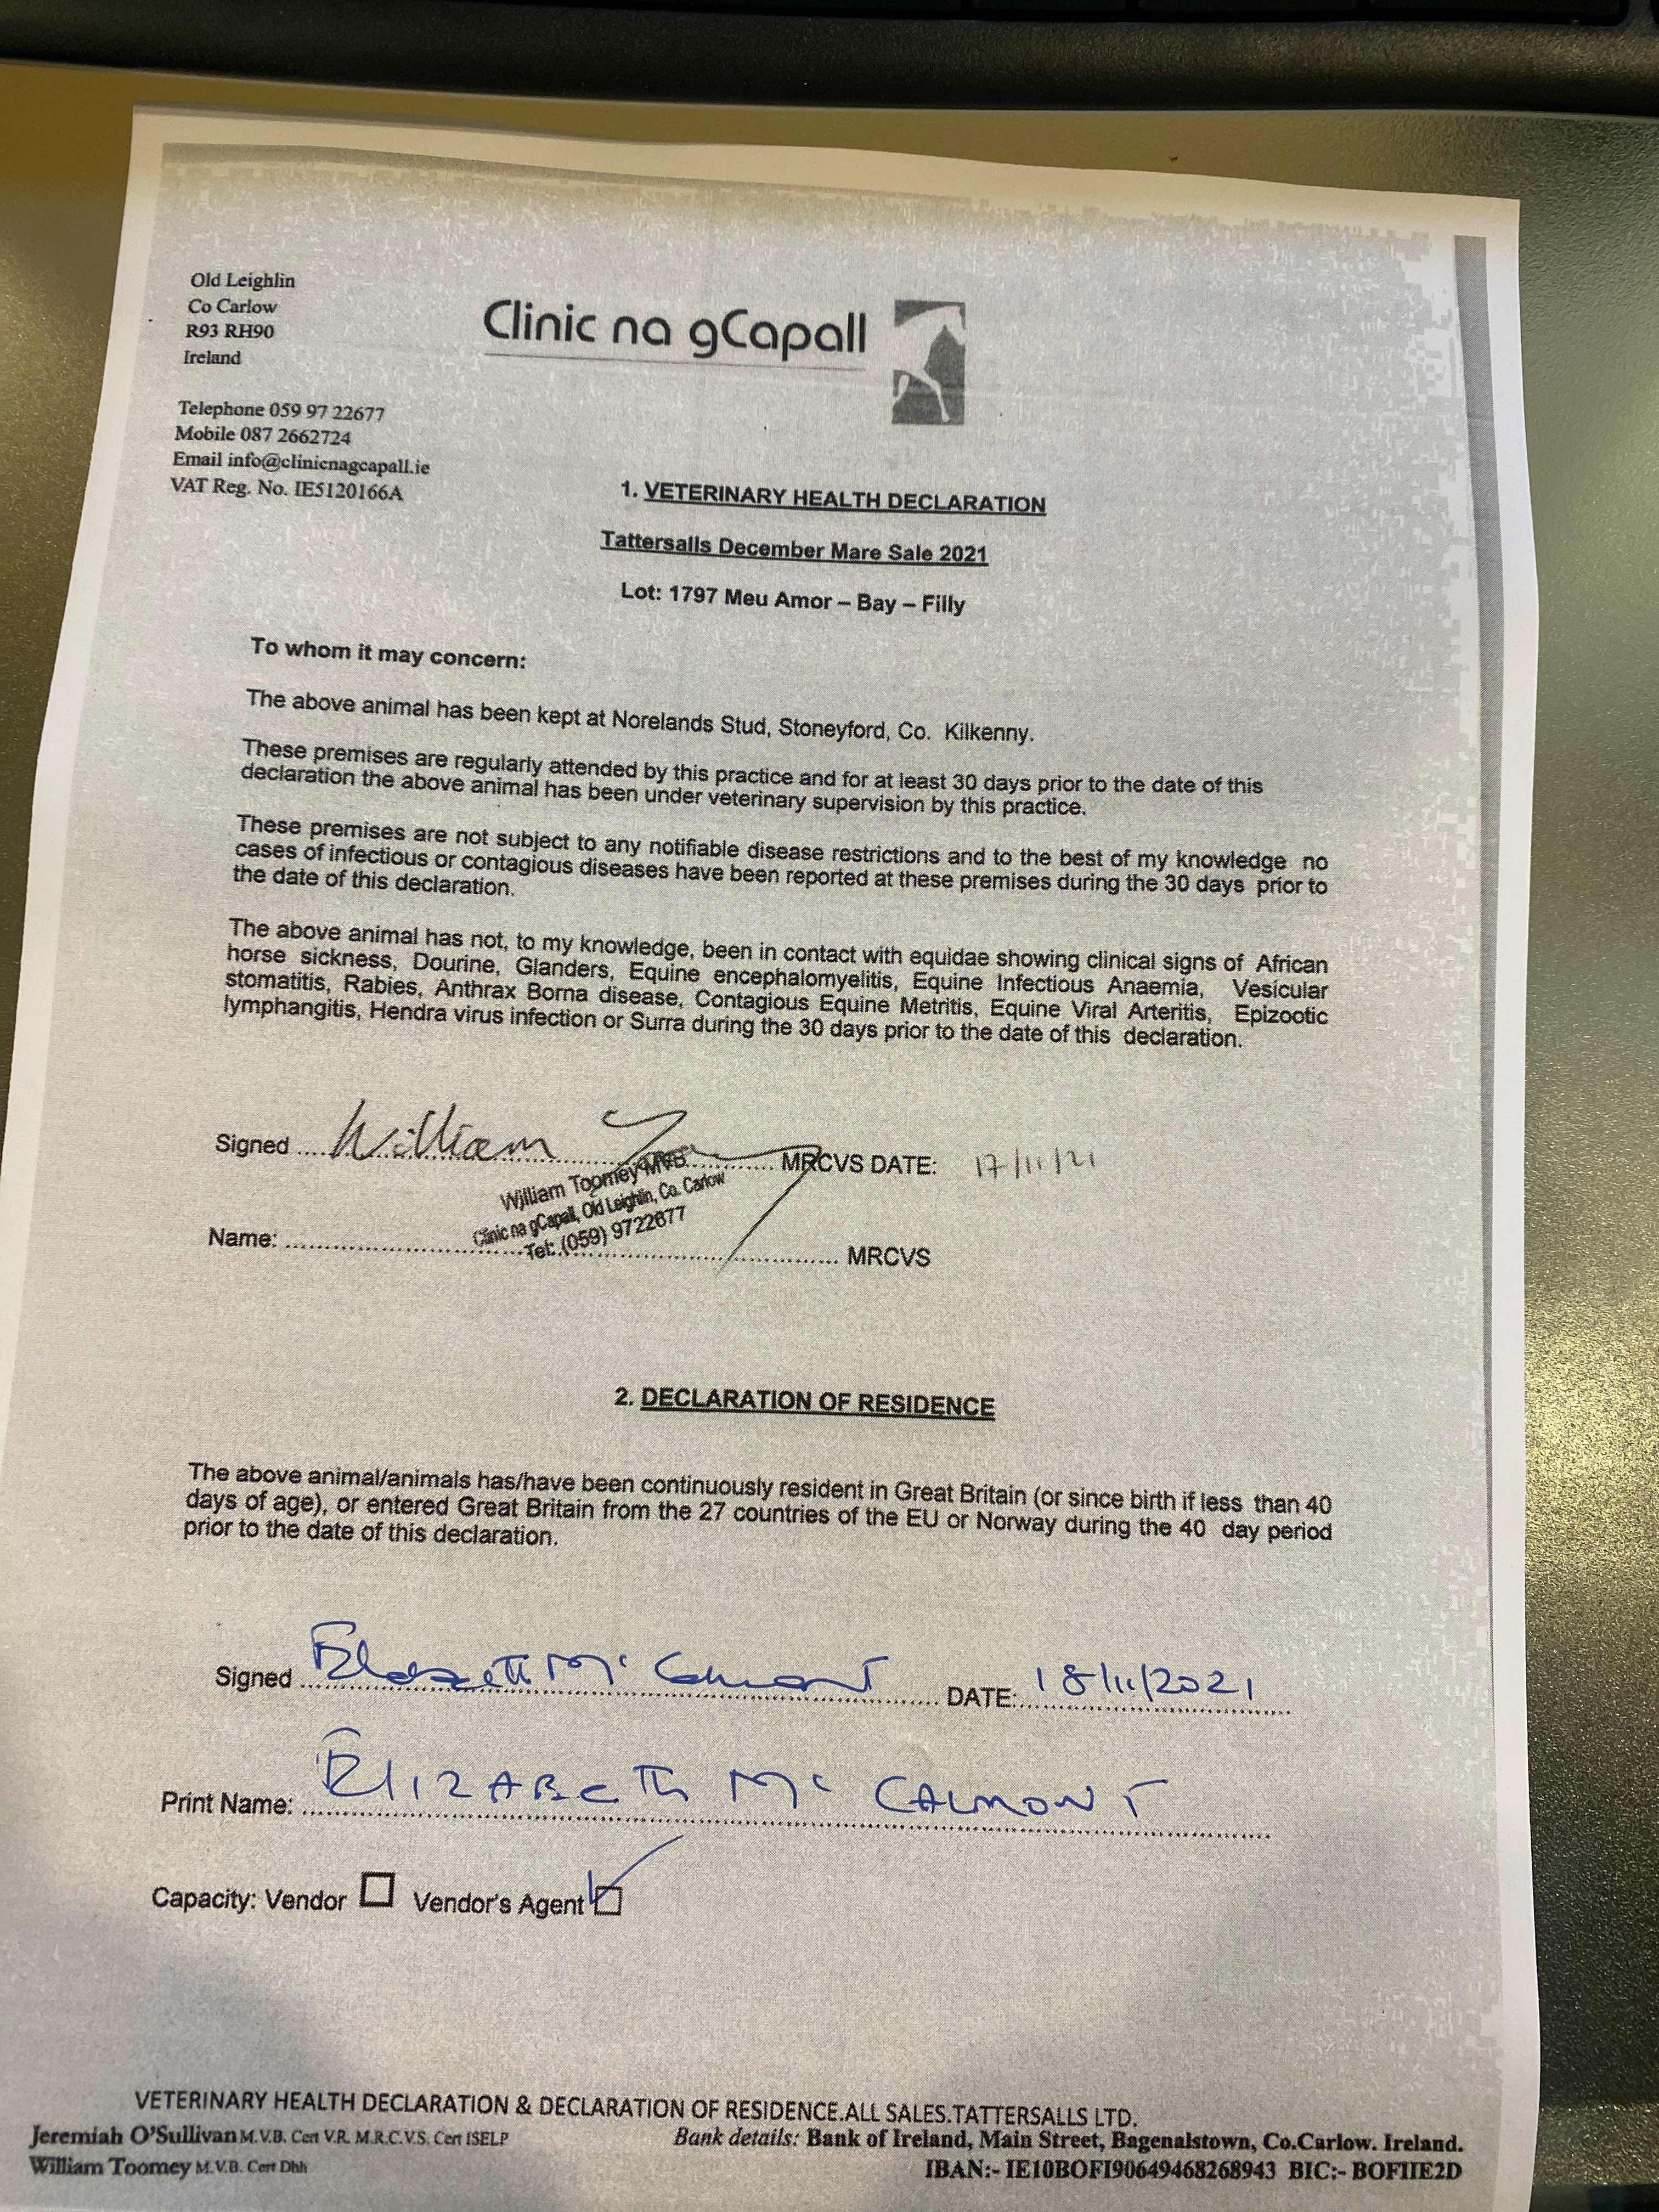 Old Leighlin
Co Carlow
R93 RH90
Ireland
Telephone 059 97 22677
Mobile 087 2662724
Email info@clinicnagcapall.ie
VAT Reg. No. IE5120166A
Clinic na gCapall
1. VETERINARY HEALTH DECLARATION
Tattersalls December Mare Sale 2021
Lot: 1797 Meu Amor – Bay – Filly
To whom it may concern:
The above animal has been kept at Norelands Stud, Stoneyford, Co. Kilkenny.
These premises are regularly attended by this practice and for at least 30 days prior to the date of this
declaration the above animal has been under veterinary supervision by this practice.
These premises are not subject to any notifiable disease restrictions and to the best of my knowledge no
cases of infectious or contagious diseases have been reported at these premises during the 30 days prior to
the date of this declaration.
The above animal has not, to my knowledge, been in contact with equidae showing clinical signs of African
horse sickness, Dourine, Glanders, Equine encephalomyelitis, Equine Infectious Anaemia, Vesicular
stomatitis, Rabies, Anthrax Borna disease, Contagious Equine Metritis, Equine Viral Arteritis, Epizootic
lymphangitis, Hendra virus infection or Surra during the 30 days prior to the date of this declaration.
Signed William MRCVS DATE: 17/11/21
William Toomey MVB
Clinic na gCapall, Old Leighlin, Co. Carlow
Tel: (059) 9722677
Name: MRCVS
2. DECLARATION OF RESIDENCE
The above animal/animals has/have been continuously resident in Great Britain (or since birth if less than 40
days of age), or entered Great Britain from the 27 countries of the EU or Norway during the 40 day period
prior to the date of this declaration.
Signed Elizabeth Mc Calmont DATE: 18/11/2021
Print Name: ELIZABETH Mc CALMONT
Capacity: Vendor Vendor's Agent
VETERINARY HEALTH DECLARATION & DECLARATION OF RESIDENCE.ALL SALES.TATTERSALLS LTD.
Jeremiah O'Sullivan M.V.B. Cert V.R. M.R.C.V.S. Cert ISELP
William Toomey M.V.B. Cert Dhh
Bank details: Bank of Ireland, Main Street, Bagenalstown, Co.Carlow. Ireland.
IBAN:- IE10BOFI90649468268943 BIC:- BOFIIE2D